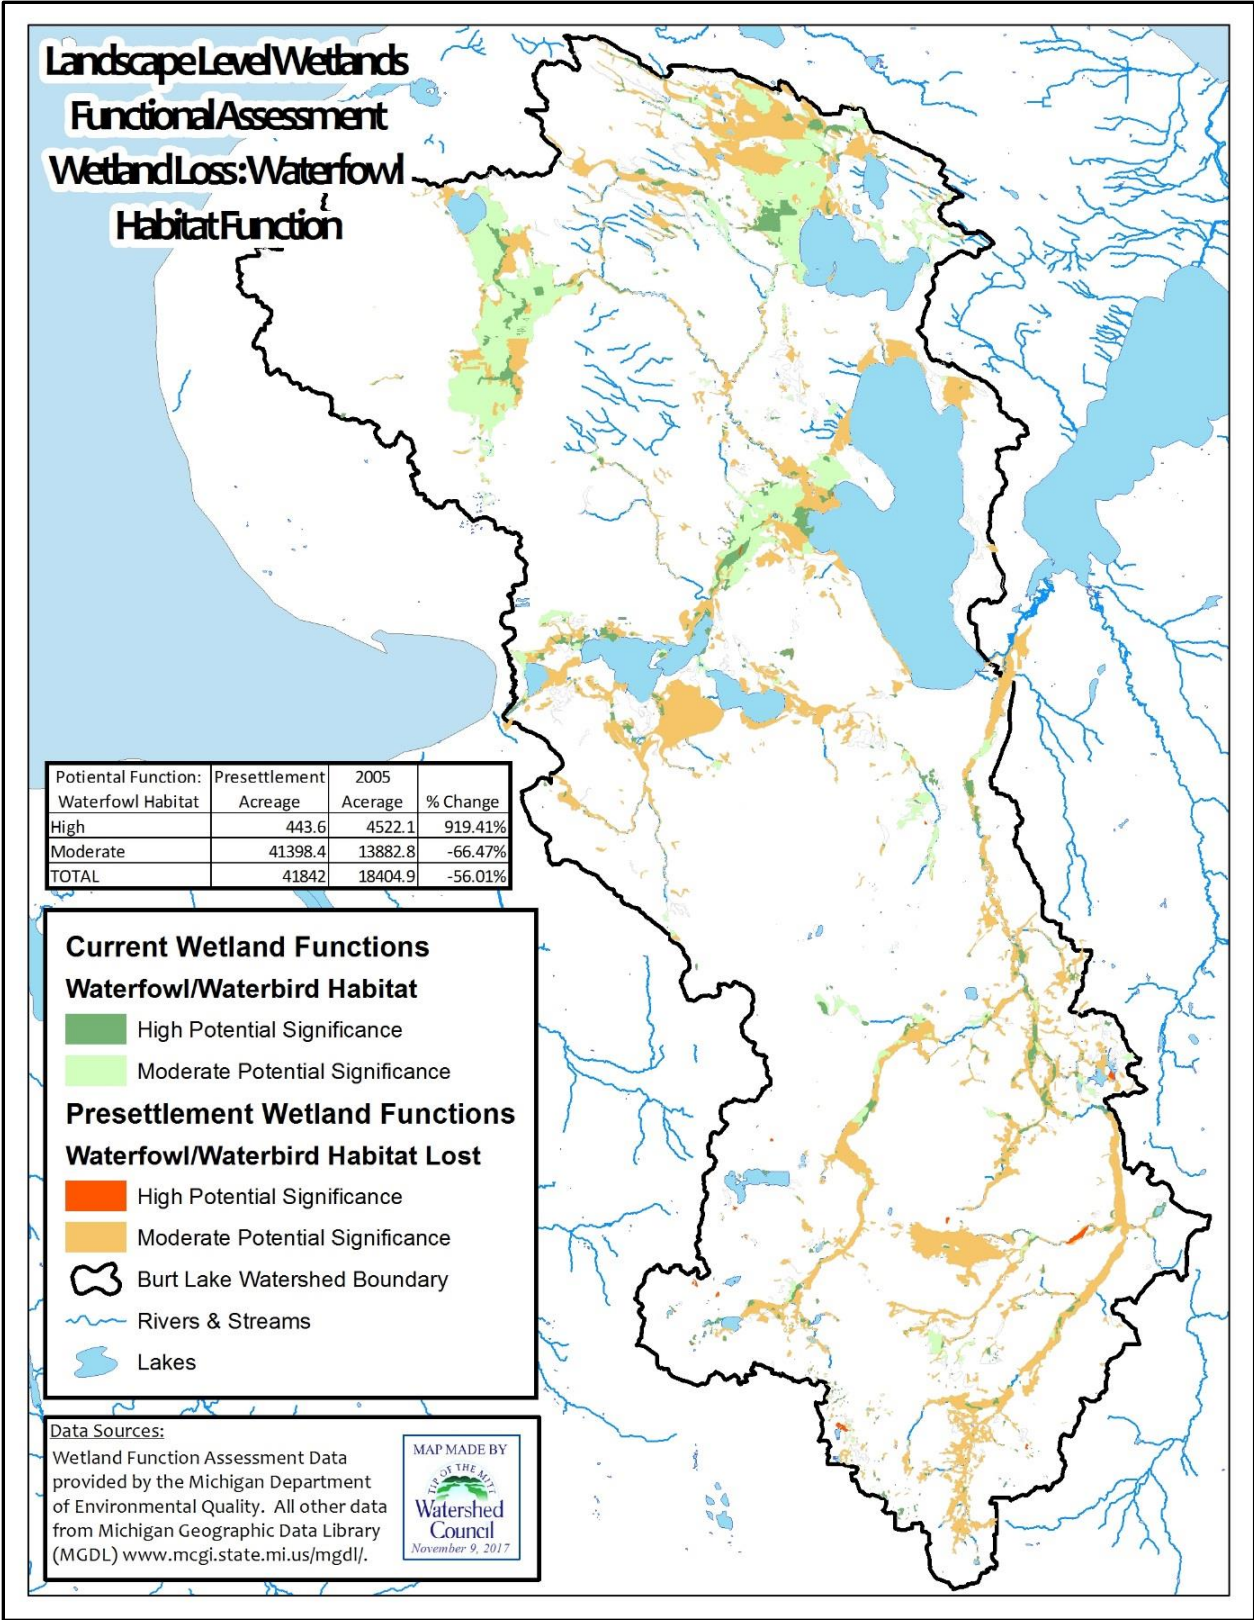 Landscape Level Wetlands
Functional Assessment
Wetland Loss: Waterfowl
Habitat Function
Potiental Function: Presettlement 2005
Waterfowl Habitat Acreage Acerage % Change
High 443.6 4522.1 919.41%
Moderate 41398.4 13882.8 -66.47%
TOTAL 41842 18404.9 -56.01%
Current Wetland Functions
Waterfowl/Waterbird Habitat
High Potential Significance
Moderate Potential Significance
Presettlement Wetland Functions
Waterfowl/Waterbird Habitat Lost
High Potential Significance
Moderate Potential Significance
Burt Lake Watershed Boundary
Rivers & Streams
Lakes
Data Sources:
Wetland Function Assessment Data
provided by the Michigan Department
of Environmental Quality. All other data
from Michigan Geographic Data Library
(MGDL) www.mcgi.state.mi.us/mgdl/.
MAP MADE BY
TIP OF THE MITT
Watershed
Council
November 9, 2017